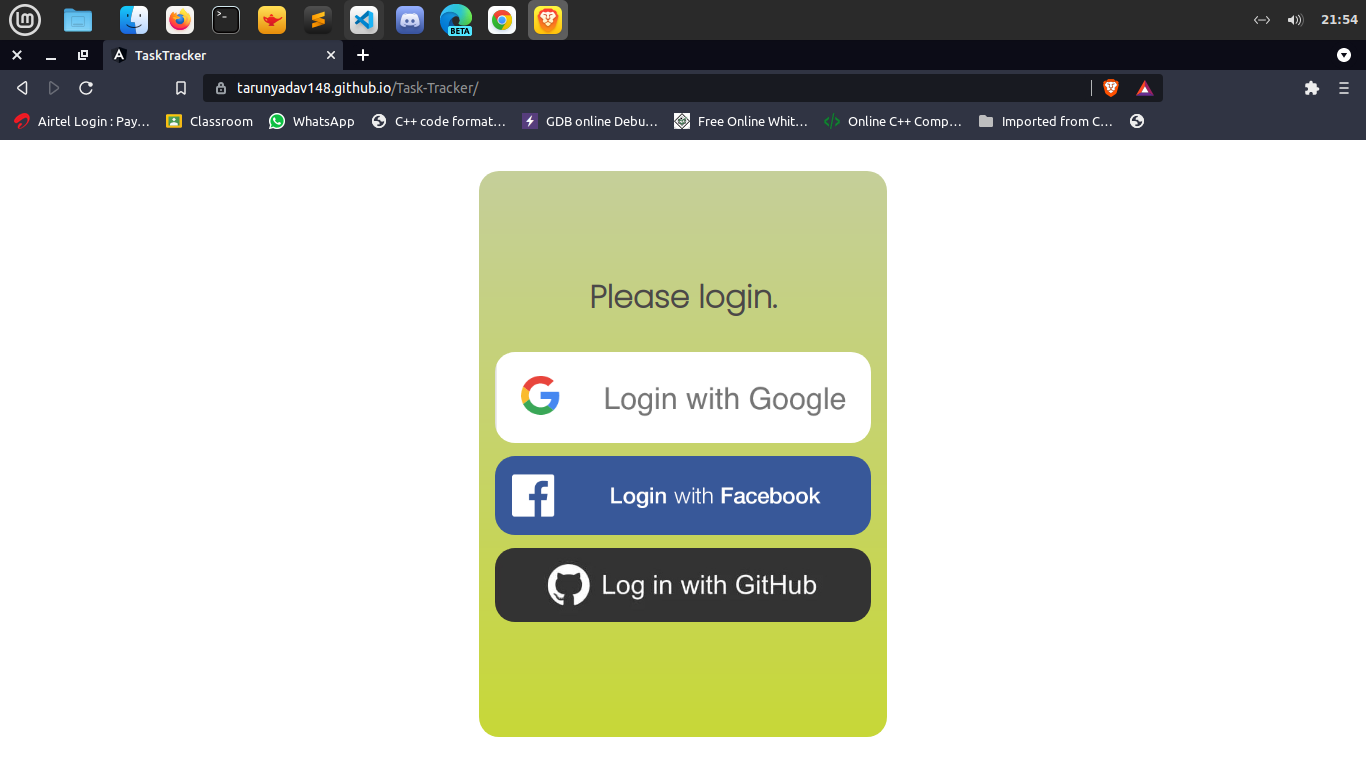 BETA
21:54
TaskTracker
tarunyadav148.github.io/Task-Tracker/
Airtel Login : Pay… Classroom WhatsApp C++ code format… GDB online Debu… Free Online Whit… Online C++ Comp… Imported from C…
Please login.
Login with Google
Login with Facebook
Log in with GitHub